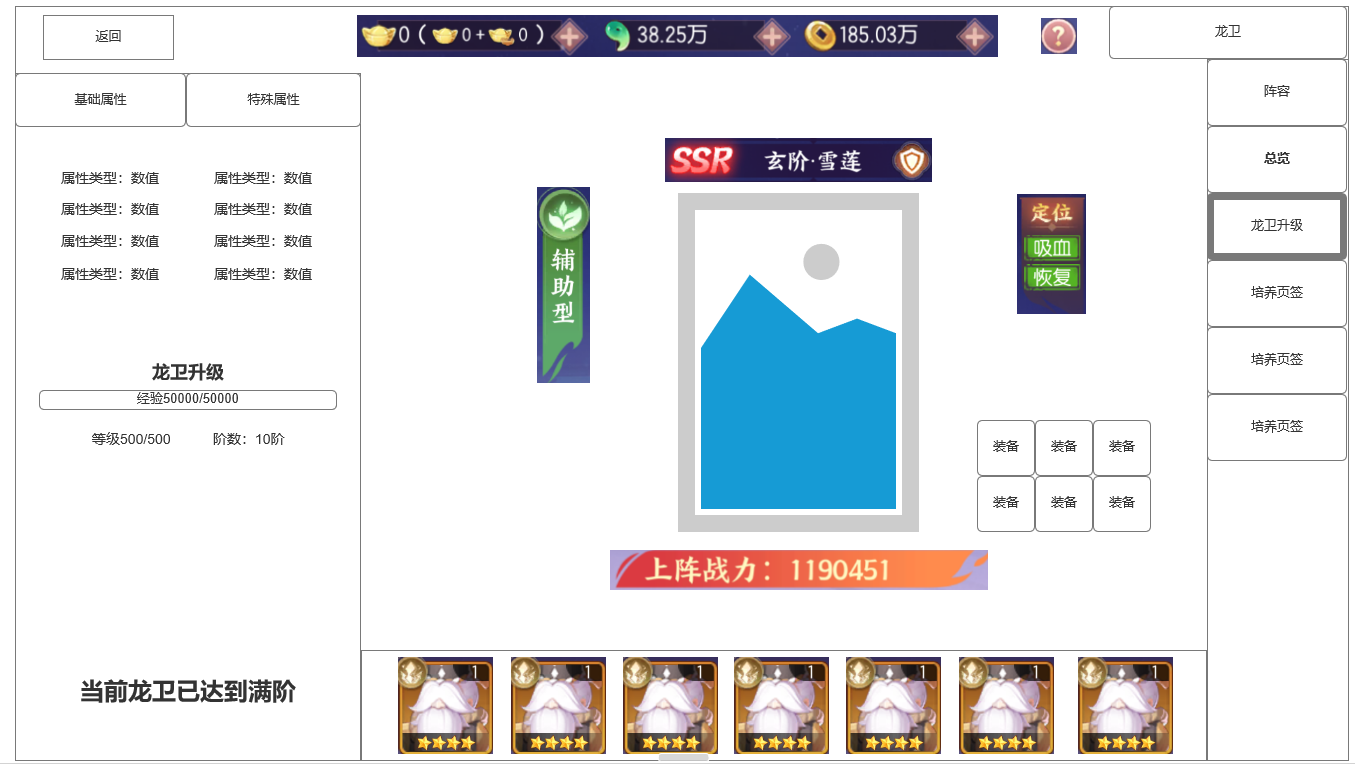 返回
0 ( 0 + 0 )
38.25万
185.03万
?
龙卫
基础属性
特殊属性
阵容
总览
龙卫升级
培养页签
培养页签
培养页签
属性类型：数值
属性类型：数值
属性类型：数值
属性类型：数值
属性类型：数值
属性类型：数值
属性类型：数值
属性类型：数值
龙卫升级
经验50000/50000
等级500/500
阶数：10阶
当前龙卫已达到满阶
SSR 玄阶·雪莲
辅助型
定位
吸血
恢复
装备
装备
装备
装备
装备
装备
上阵战力：1190451
1
1
1
1
1
1
1